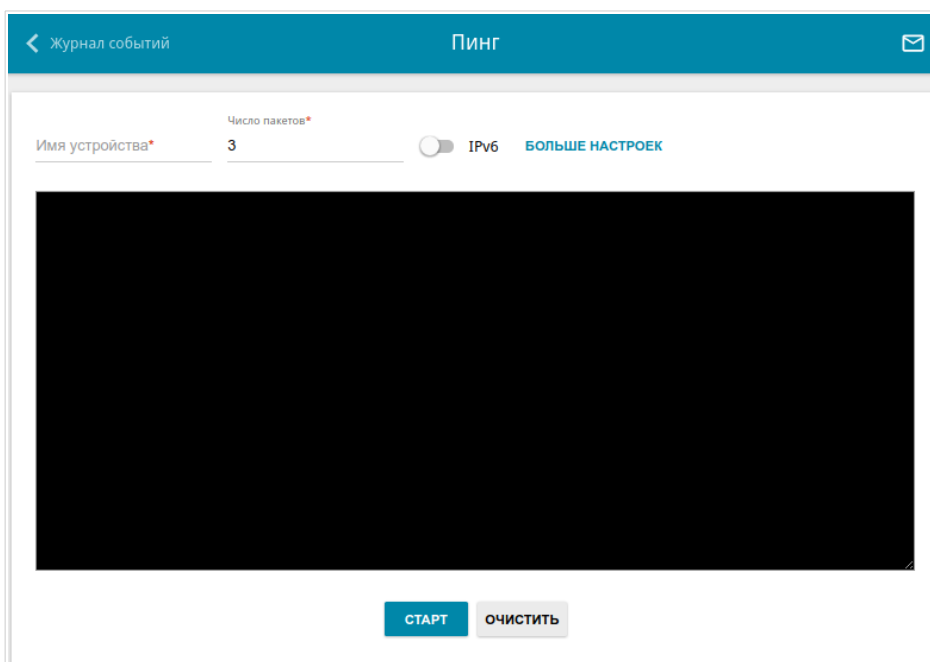 Журнал событий
Пинг
Имя устройства*
Число пакетов*
3
IPv6
БОЛЬШЕ НАСТРОЕК
СТАРТ
ОЧИСТИТЬ